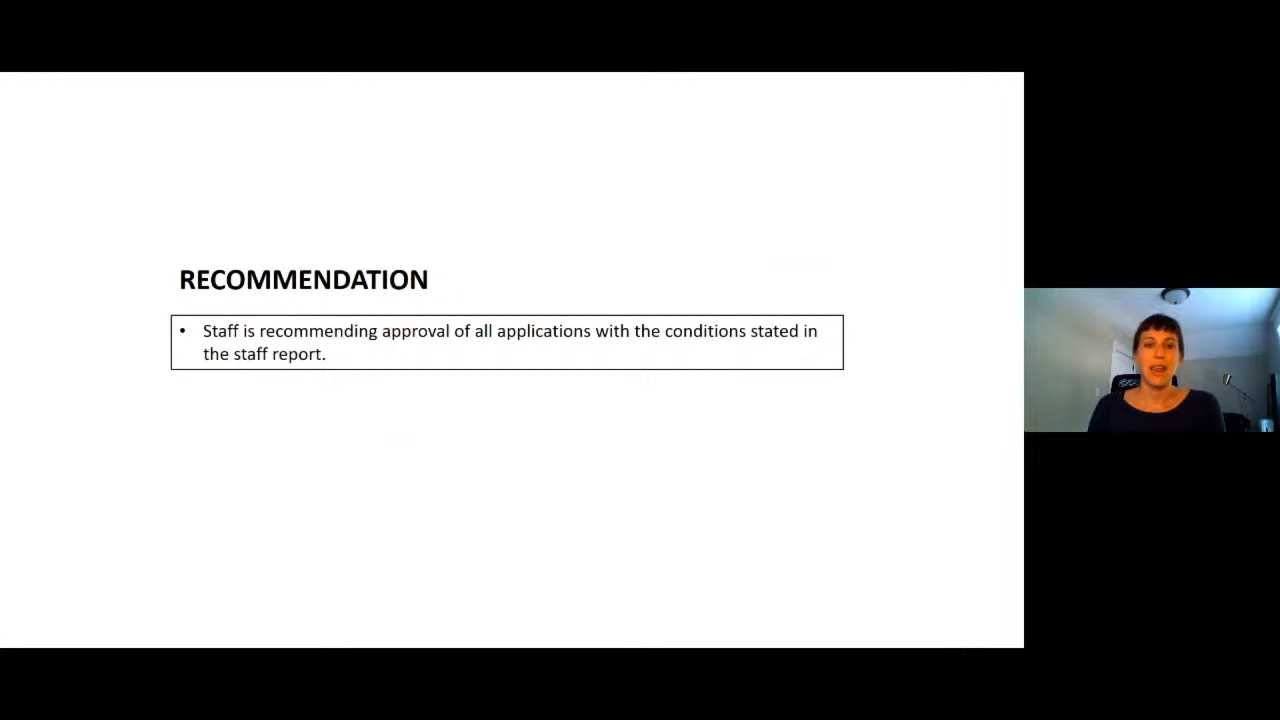 RECOMMENDATION
• Staff is recommending approval of all applications with the conditions stated in
the staff report.